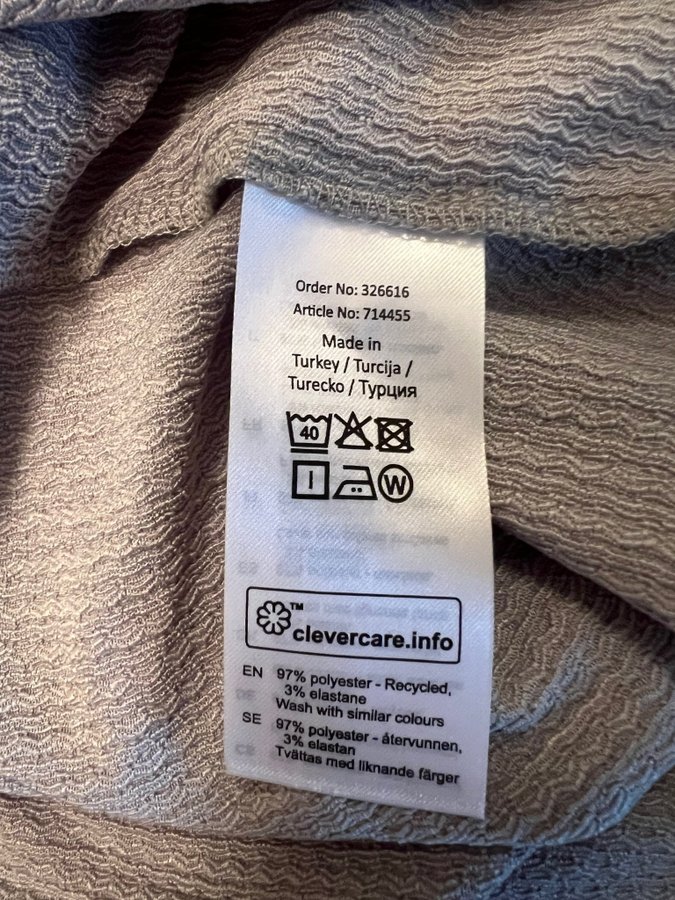 Order No: 326616
Article No: 714455
Made in
Turkey / Turcija /
Turecko / Турция
40
W
™
clevercare.info
EN 97% polyester - Recycled,
3% elastane
Wash with similar colours
SE 97% polyester - återvunnen,
3% elastan
Tvättas med liknande färger